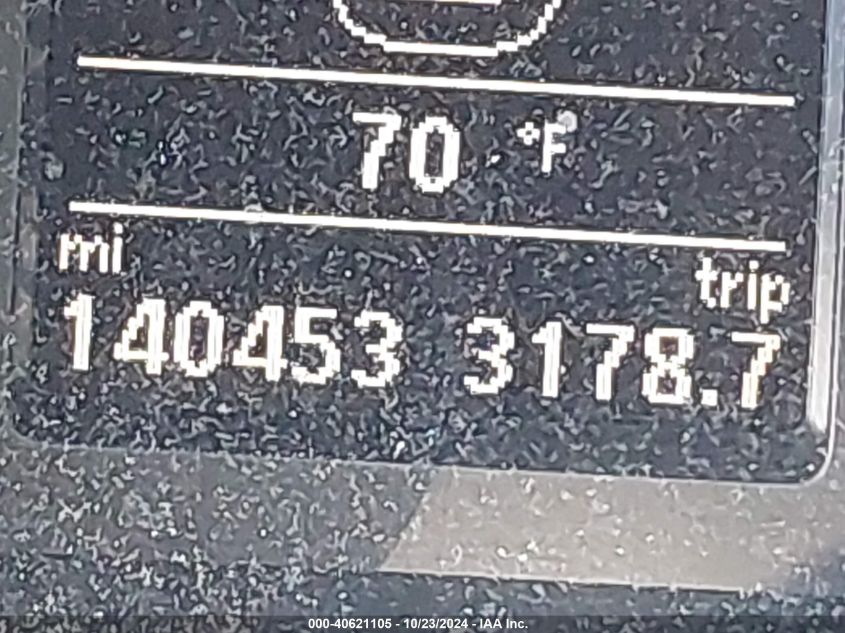 70 °F
mi trip
140453 3178.7
000-40621105 - 10/23/2024 - IAA Inc.